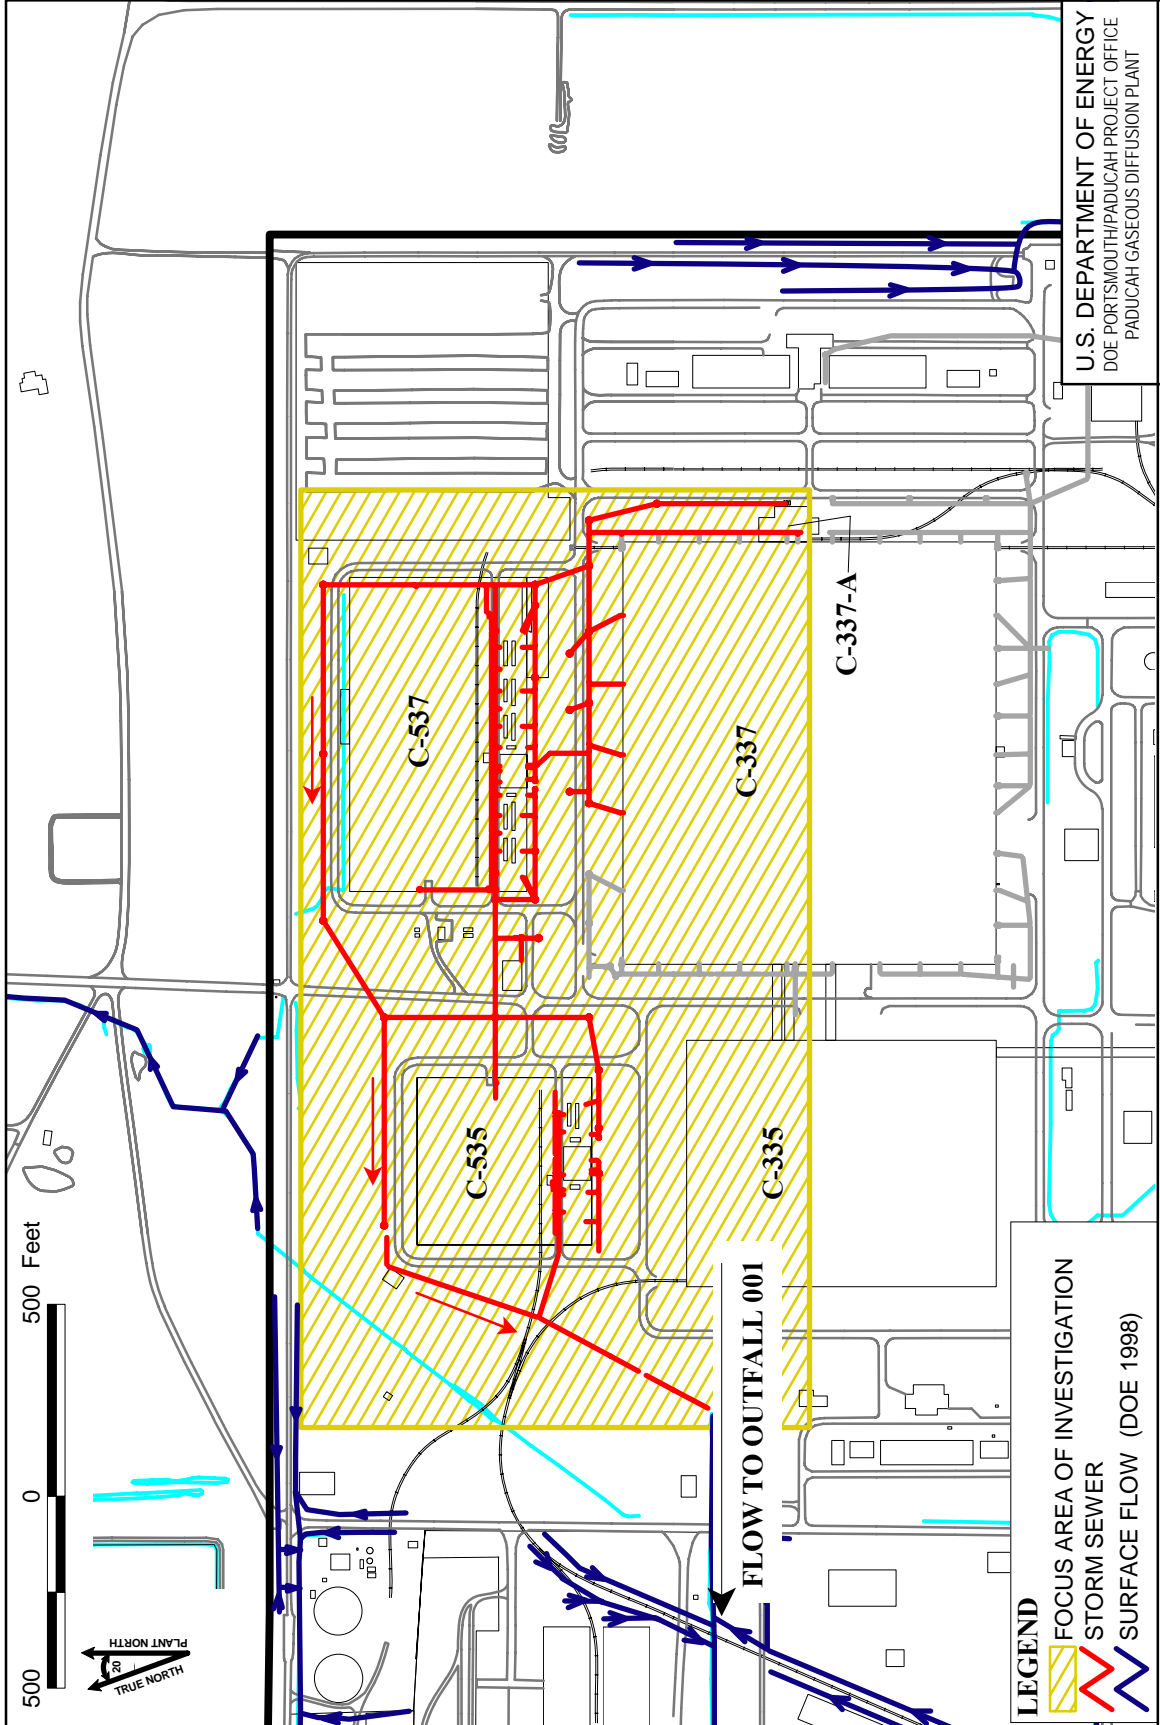 500 0 500 Feet
TRUE NORTH
20
PLANT NORTH
C-537
C-535
C-337
C-337-A
C-335
FLOW TO OUTFALL 001
LEGEND
FOCUS AREA OF INVESTIGATION
STORM SEWER
SURFACE FLOW (DOE 1998)
U.S. DEPARTMENT OF ENERGY
DOE PORTSMOUTH/PADUCAH PROJECT OFFICE
PADUCAH GASEOUS DIFFUSION PLANT